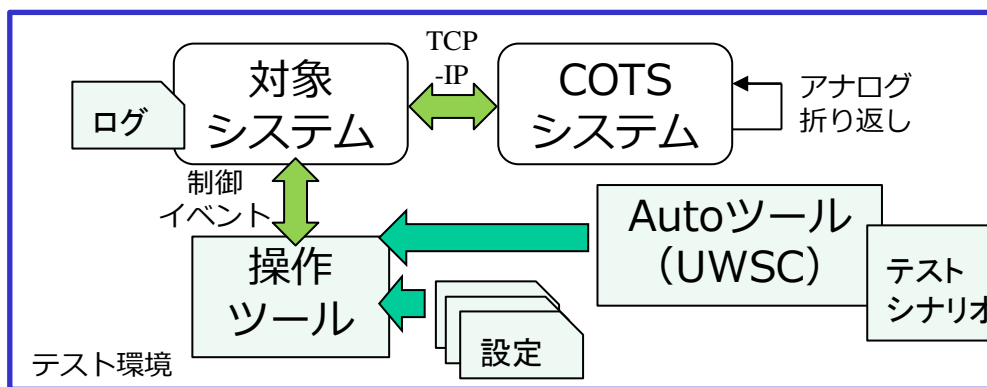 TCP
-IP
対象
システム
COTS
システム
アナログ
折り返し
ログ
制御
イベント
Autoツール
（UWSC）
操作
ツール
テスト
シナリオ
設定
テスト環境